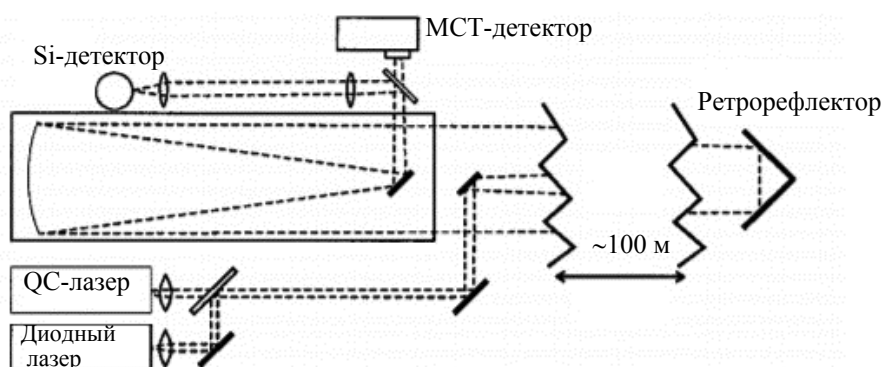 МСТ-детектор
Si-детектор
Ретрорефлектор
~100 м
QC-лазер
Диодный
лазер